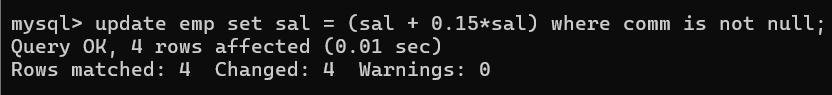 mysql> update emp set sal = (sal + 0.15*sal) where comm is not null;
Query OK, 4 rows affected (0.01 sec)
Rows matched: 4  Changed: 4  Warnings: 0